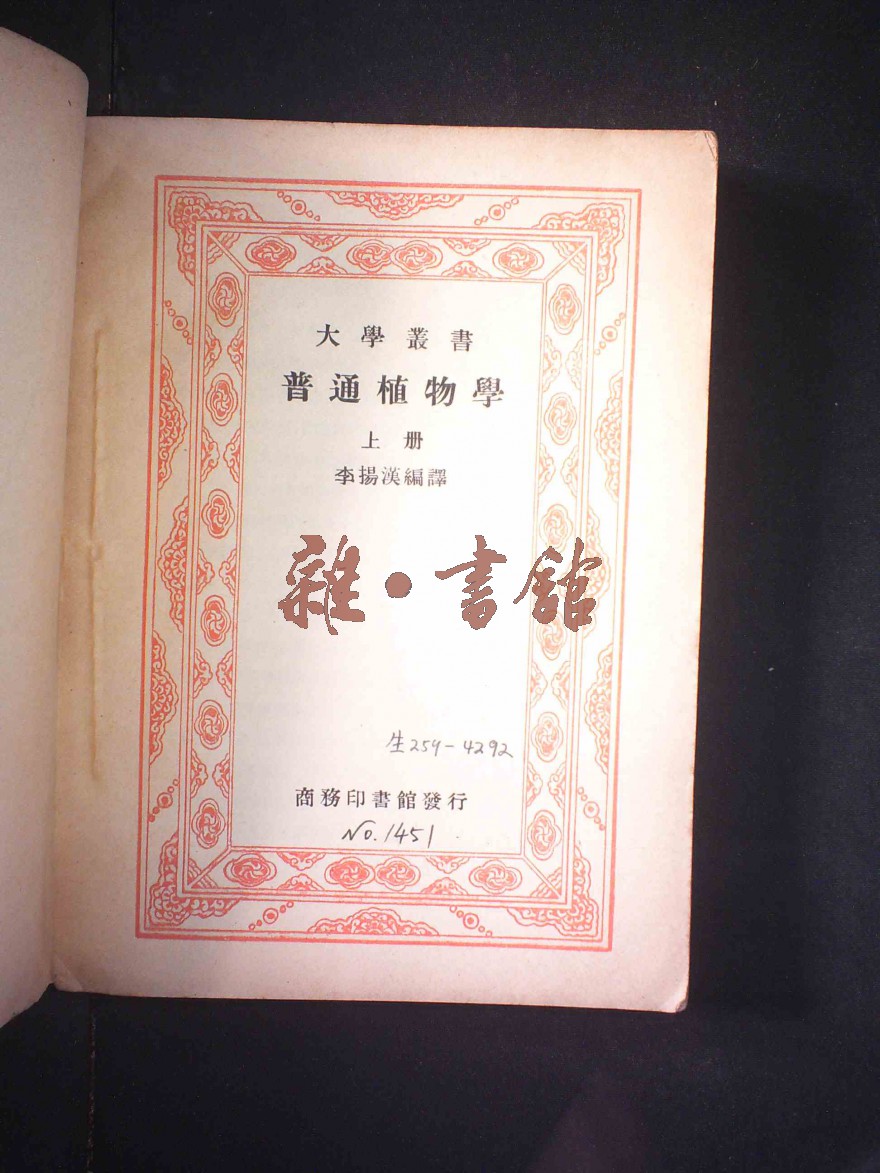 大學叢書
普通植物學
上册
李揚漢編譯
雜·書館
生254-4292
商務印書館發行
No.1451